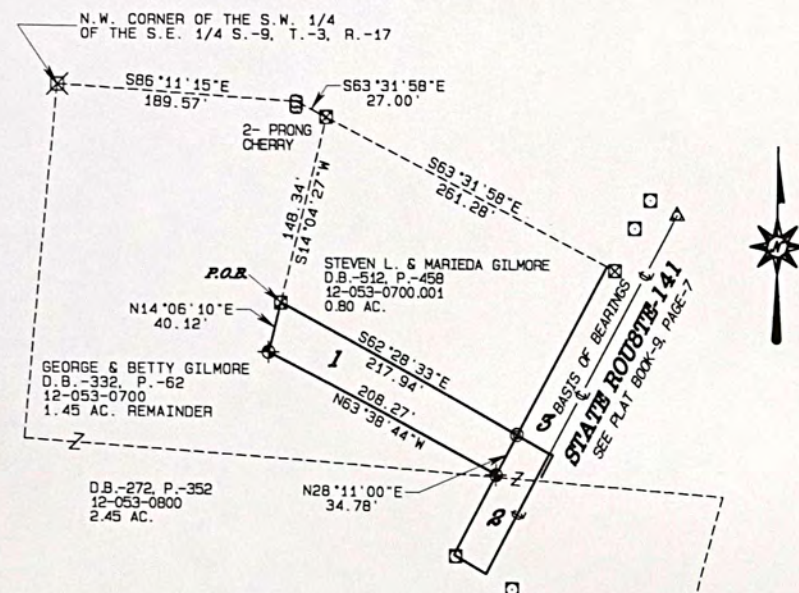 N.W. CORNER OF THE S.W. 1/4
OF THE S.E. 1/4 S.-9, T.-3, R.-17
S86°11'15"E
189.57'
S63°31'58"E
27.00'
2- PRONG
CHERRY
S63°31'58"E
261.28'
148.34'
S14°04'27"W
P.O.B.
STEVEN L. & MARIEDA GILMORE
D.B.-512, P.-458
12-053-0700.001
0.80 AC.
N14°06'10"E
40.12'
1
S62°28'33"E
217.94'
208.27'
N63°38'44"W
GEORGE & BETTY GILMORE
D.B.-332, P.-62
12-053-0700
1.45 AC. REMAINDER
BASIS OF BEARINGS
STATE ROU8TE-141
SEE PLAT BOOK-9, PAGE-7
N
D.B.-272, P.-352
12-053-0800
2.45 AC.
N28°11'00"E
34.78'
2